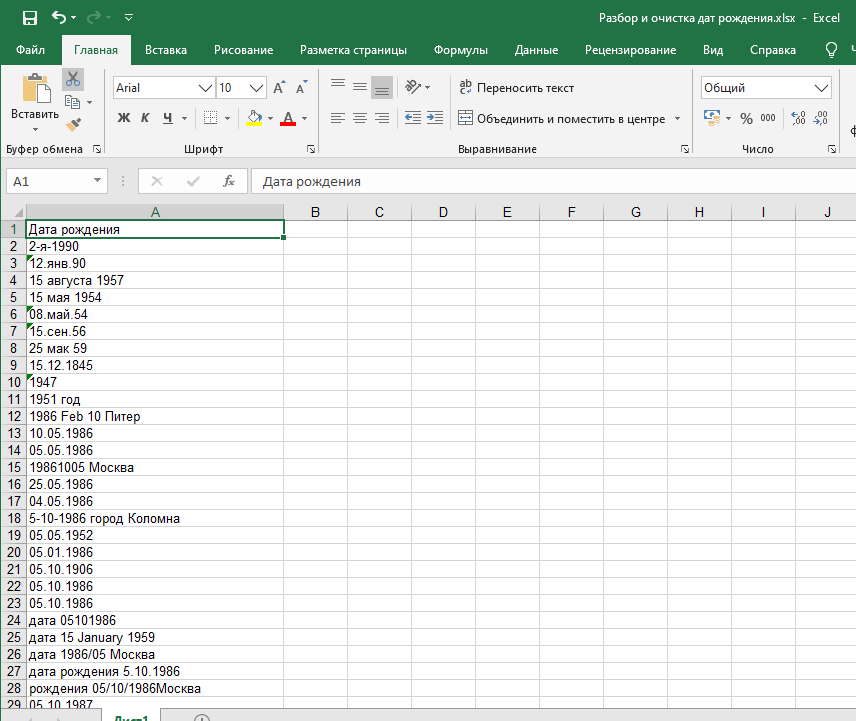 Разбор и очистка дат рождения.xlsx - Excel
Файл Главная Вставка Рисование Разметка страницы Формулы Данные Рецензирование Вид Справка
Вставить
Arial 10
Ж К Ч
Переносить текст
Объединить и поместить в центре
Общий
% 000
Буфер обмена Шрифт Выравнивание Число
A1 fx Дата рождения
A B C D E F G H I J
1 Дата рождения
2 2-я-1990
3 12.янв.90
4 15 августа 1957
5 15 мая 1954
6 08.май.54
7 15.сен.56
8 25 мак 59
9 15.12.1845
10 1947
11 1951 год
12 1986 Feb 10 Питер
13 10.05.1986
14 05.05.1986
15 19861005 Москва
16 25.05.1986
17 04.05.1986
18 5-10-1986 город Коломна
19 05.05.1952
20 05.01.1986
21 05.10.1906
22 05.10.1986
23 05.10.1986
24 дата 05101986
25 дата 15 January 1959
26 дата 1986/05 Москва
27 дата рождения 5.10.1986
28 рождения 05/10/1986Москва
29 05.10.1987
Лист1